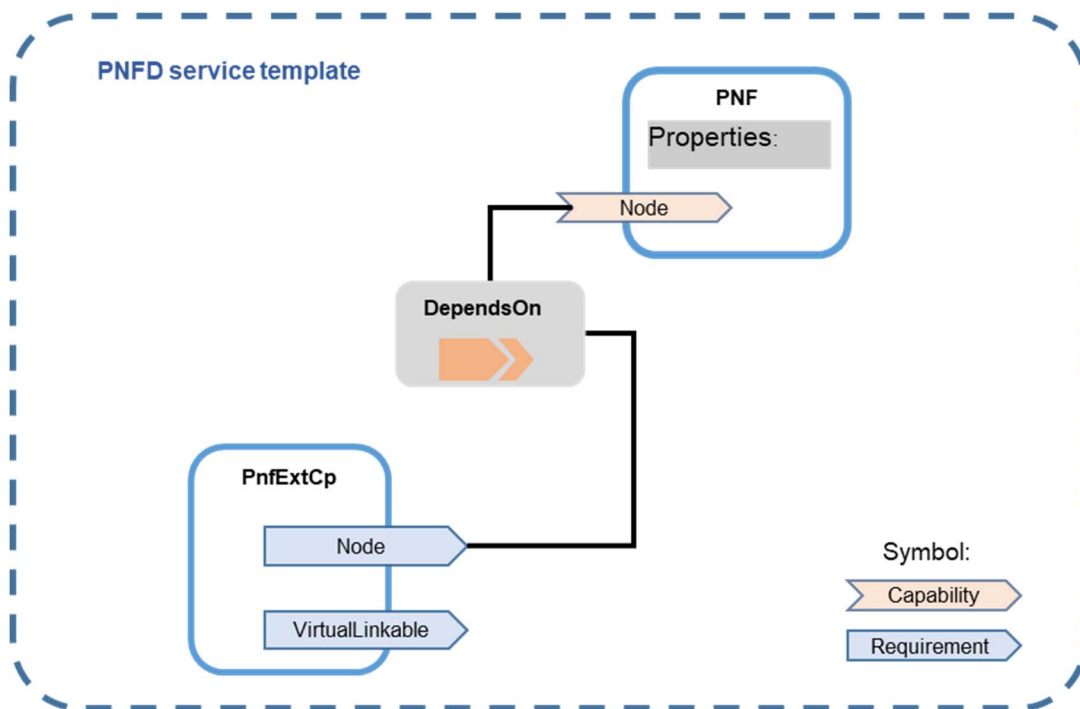 PNFD service template
PNF
Properties:
Node
DependsOn
PnfExtCp
Node
VirtualLinkable
Symbol:
Capability
Requirement